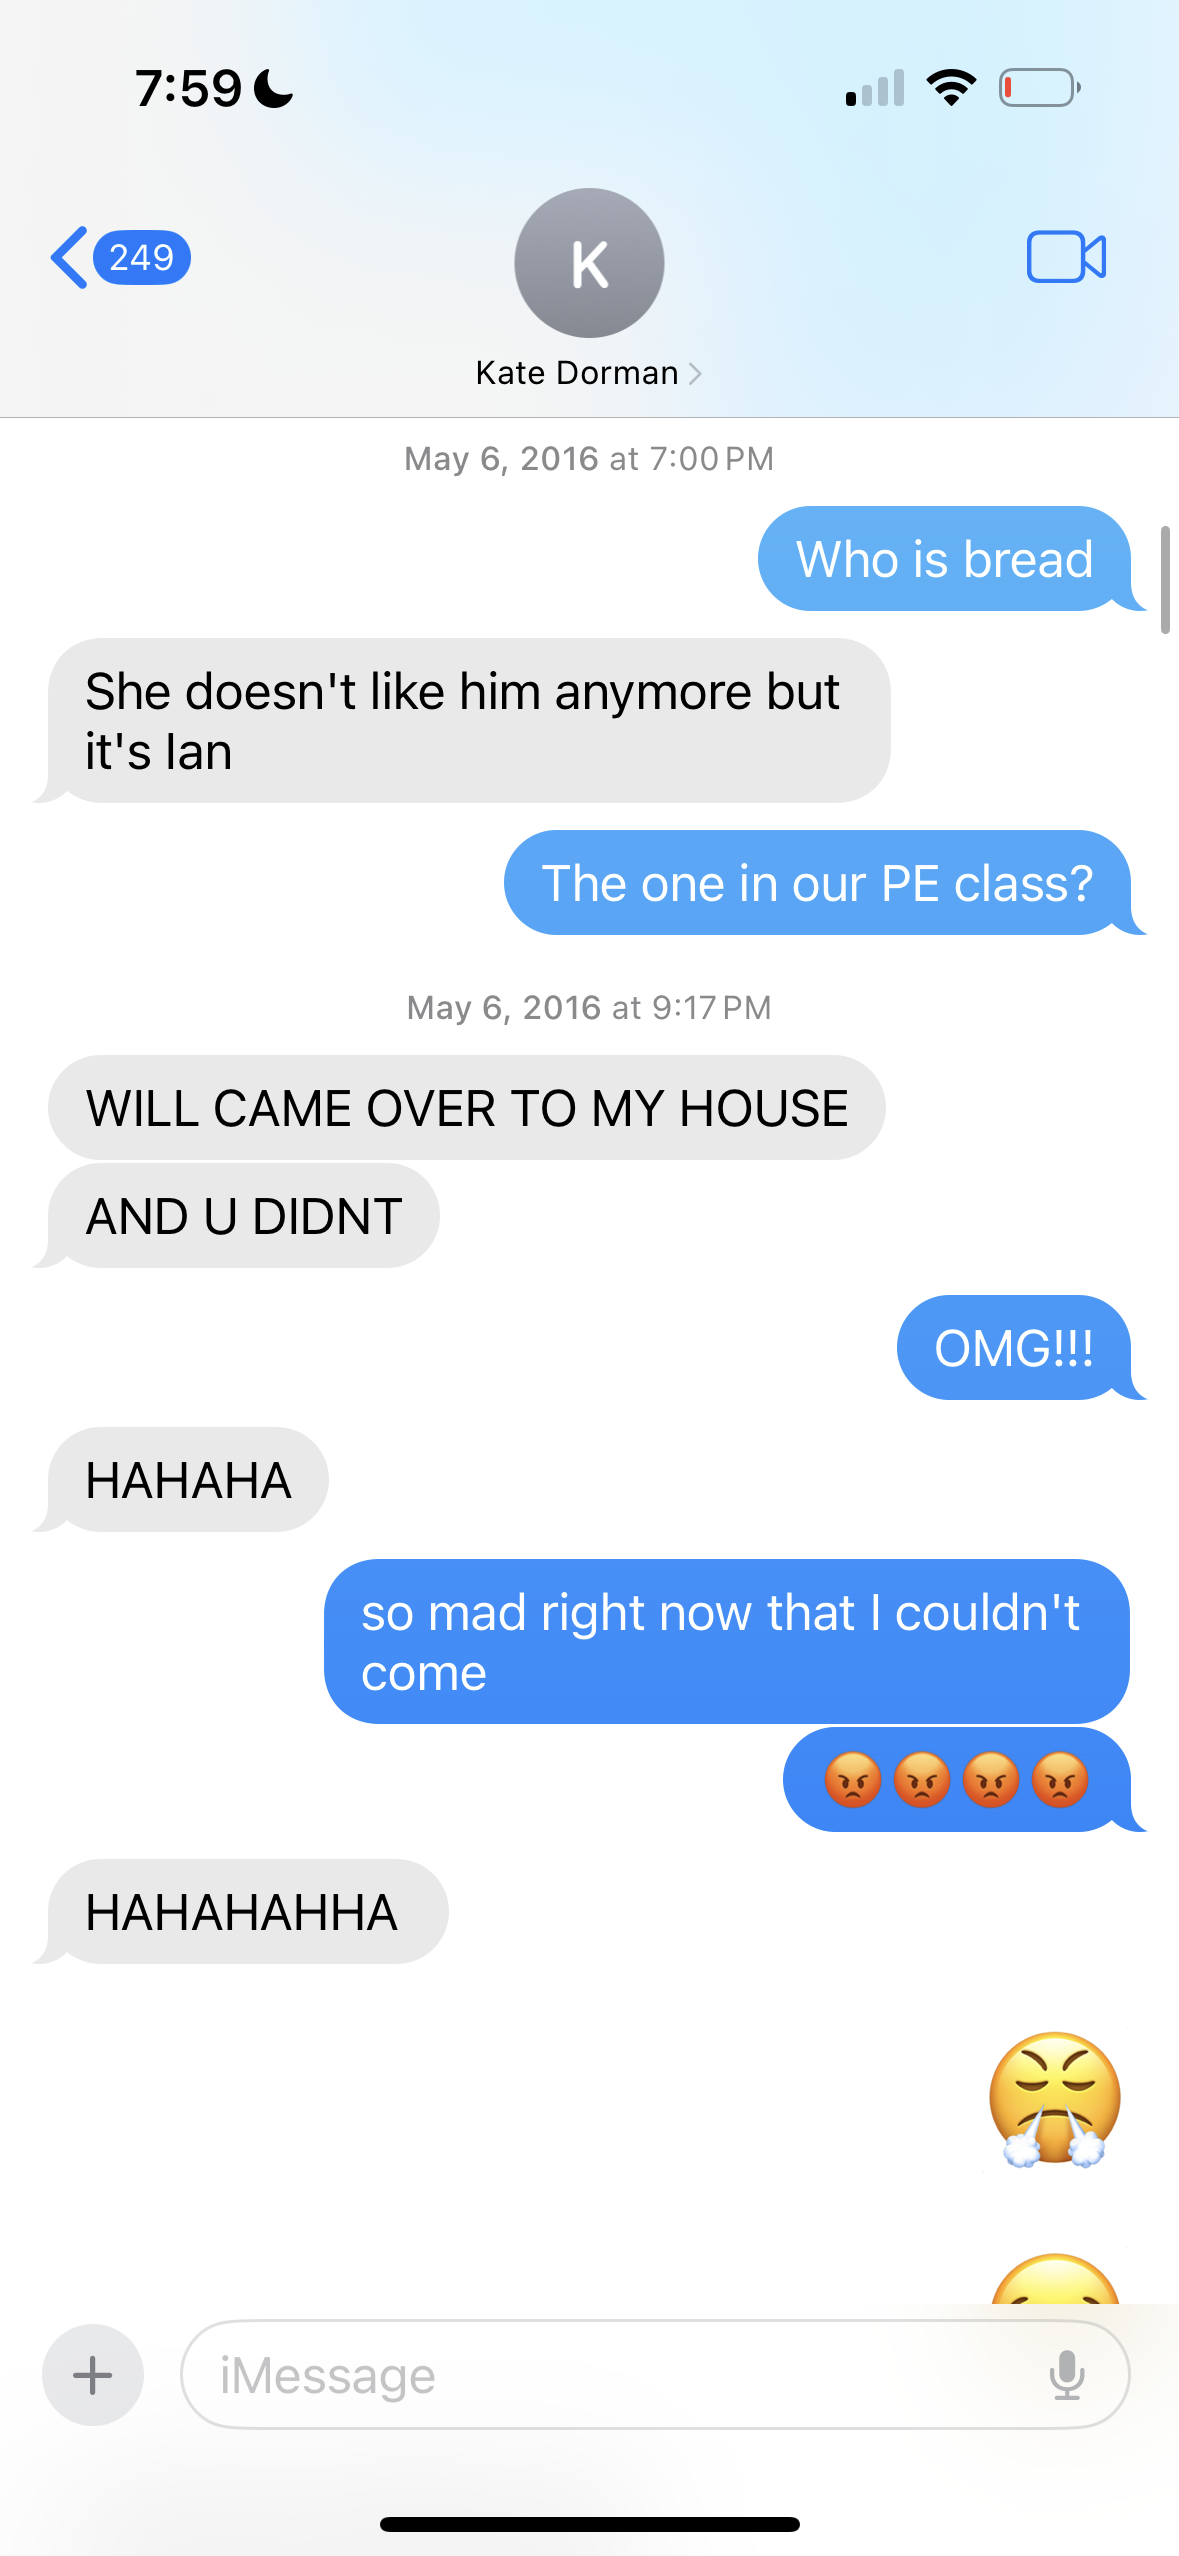 7:59
249
K
Kate Dorman
May 6, 2016 at 7:00 PM
Who is bread
She doesn't like him anymore but
it's Ian
The one in our PE class?
May 6, 2016 at 9:17 PM
WILL CAME OVER TO MY HOUSE
AND U DIDNT
OMG!!!
HAHAHA
so mad right now that I couldn't
come
😡😡😡😡
HAHAHAHHA
😤
iMessage